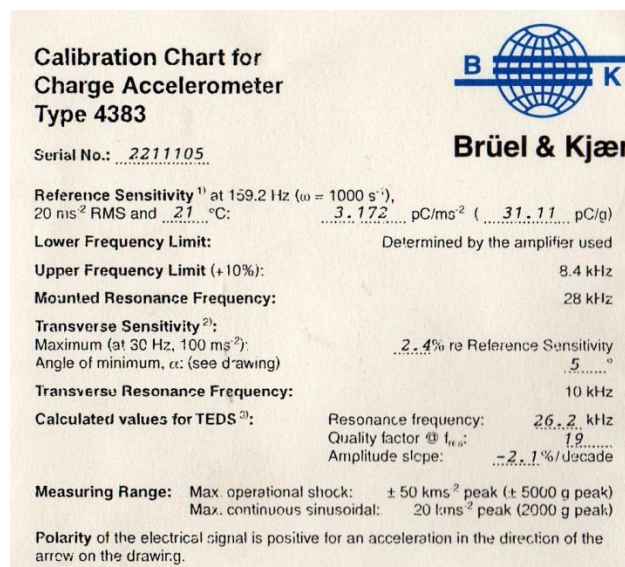 Calibration Chart for
Charge Accelerometer
Type 4383
B K
Brüel & Kjær
Serial No.: 2211105
Reference Sensitivity 1) at 159.2 Hz (ω = 1000 s⁻¹),
20 ms⁻² RMS and 21 °C: 3.172 pC/ms⁻² ( 31.11 pC/g)
Lower Frequency Limit: Determined by the amplifier used
Upper Frequency Limit (+10%): 8.4 kHz
Mounted Resonance Frequency: 28 kHz
Transverse Sensitivity 2):
Maximum (at 30 Hz, 100 ms⁻²): 2.4% re Reference Sensitivity
Angle of minimum, α: (see drawing) 5 °
Transverse Resonance Frequency: 10 kHz
Calculated values for TEDS 3): Resonance frequency: 26.2 kHz
Quality factor @ fres: 19
Amplitude slope: -2.1%/decade
Measuring Range: Max. operational shock: ± 50 kms⁻² peak (± 5000 g peak)
Max. continuous sinusoidal: 20 kms⁻² peak (2000 g peak)
Polarity of the electrical signal is positive for an acceleration in the direction of the
arrow on the drawing.